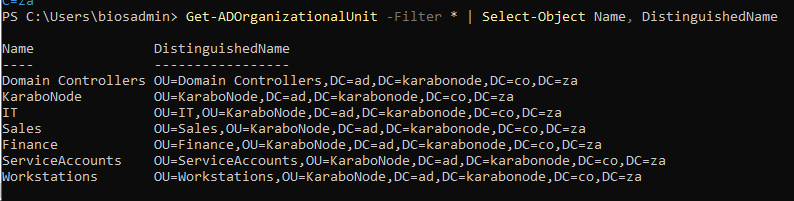 C=za
PS C:\Users\biosadmin> Get-ADOrganizationalUnit -Filter * | Select-Object Name, DistinguishedName
Name DistinguishedName
---- -----------------
Domain Controllers OU=Domain Controllers,DC=ad,DC=karabonode,DC=co,DC=za
KaraboNode OU=KaraboNode,DC=ad,DC=karabonode,DC=co,DC=za
IT OU=IT,OU=KaraboNode,DC=ad,DC=karabonode,DC=co,DC=za
Sales OU=Sales,OU=KaraboNode,DC=ad,DC=karabonode,DC=co,DC=za
Finance OU=Finance,OU=KaraboNode,DC=ad,DC=karabonode,DC=co,DC=za
ServiceAccounts OU=ServiceAccounts,OU=KaraboNode,DC=ad,DC=karabonode,DC=co,DC=za
Workstations OU=Workstations,OU=KaraboNode,DC=ad,DC=karabonode,DC=co,DC=za